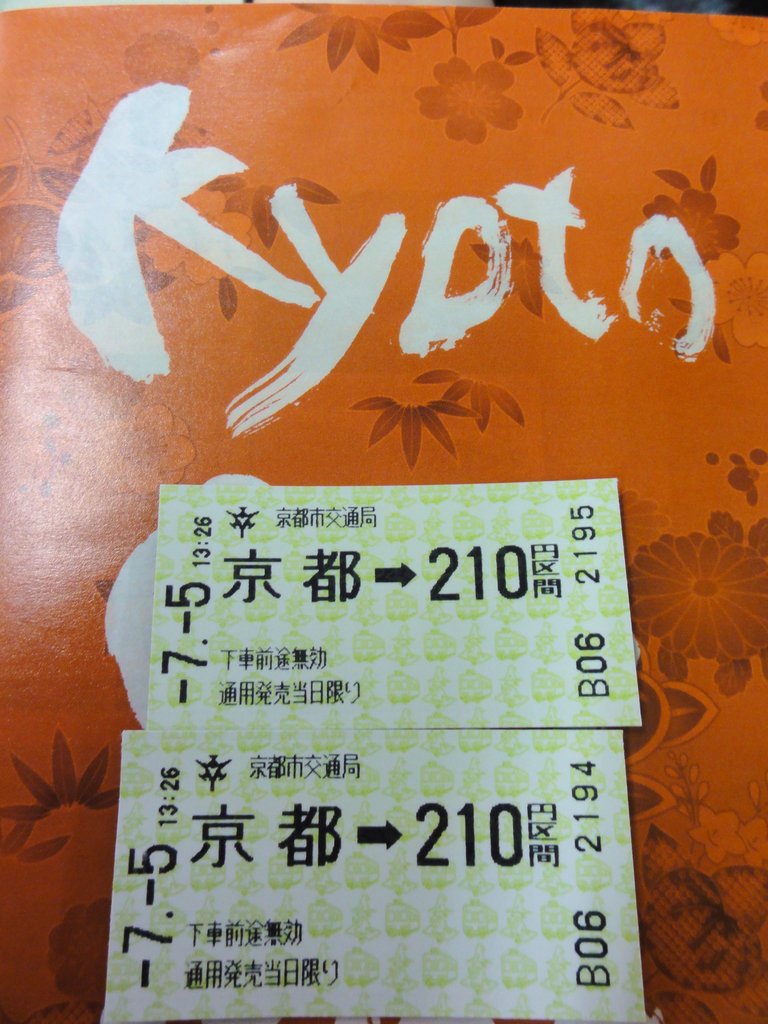 Kyoto
京都市交通局
京都➡210円区間
下車前途無効
通用発売当日限り
-7.-5 13:26
B06 2195
京都市交通局
京都➡210円区間
下車前途無効
通用発売当日限り
-7.-5 13:26
B06 2194